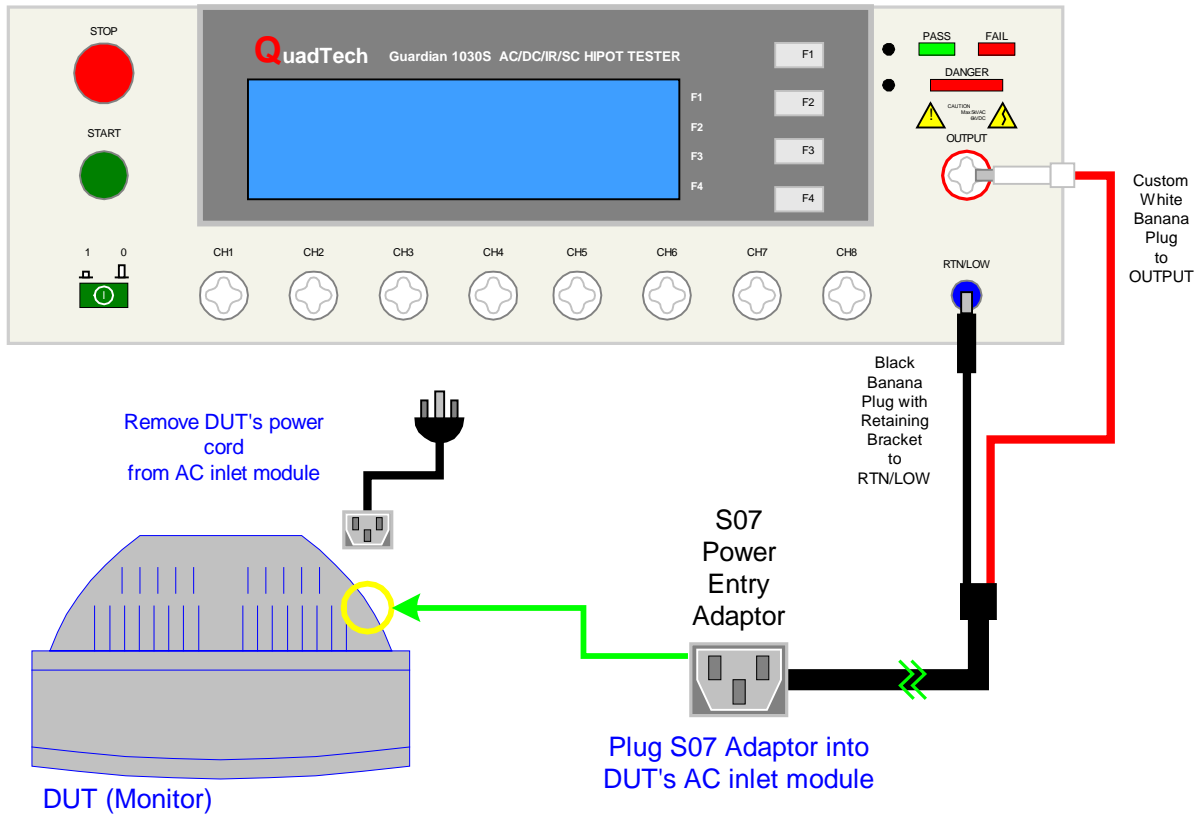 STOP
START
1 0
QuadTech Guardian 1030S AC/DC/IR/SC HIPOT TESTER
F1
F2
F3
F4
F1
F2
F3
F4
PASS FAIL
DANGER
CAUTION
Max 5kVAC
6kVDC
OUTPUT
CH1 CH2 CH3 CH4 CH5 CH6 CH7 CH8
RTN/LOW
Custom
White
Banana
Plug
to
OUTPUT
Black
Banana
Plug with
Retaining
Bracket
to
RTN/LOW
Remove DUT's power
cord
from AC inlet module
S07
Power
Entry
Adaptor
Plug S07 Adaptor into
DUT's AC inlet module
DUT (Monitor)